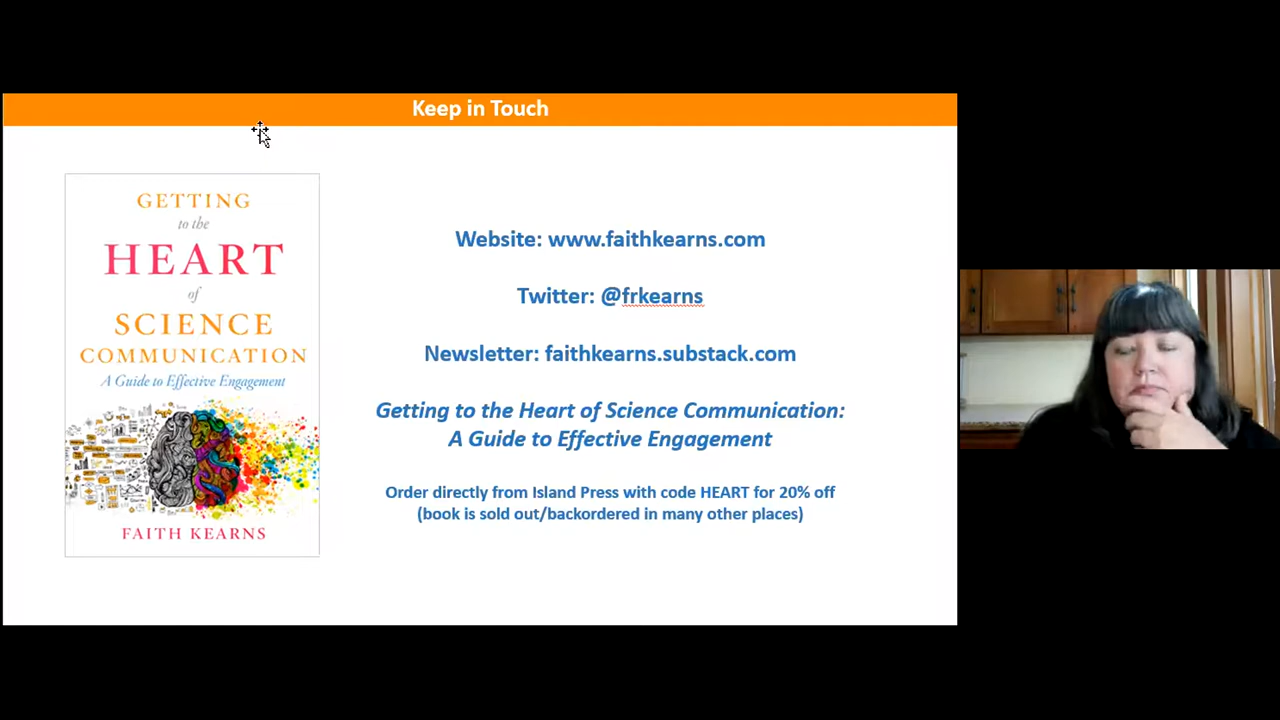 Keep in Touch
GETTING
to the
HEART
of
SCIENCE
COMMUNICATION
A Guide to Effective Engagement
FAITH KEARNS
Website: www.faithkearns.com
Twitter: @frkearns
Newsletter: faithkearns.substack.com
Getting to the Heart of Science Communication:
A Guide to Effective Engagement
Order directly from Island Press with code HEART for 20% off
(book is sold out/backordered in many other places)